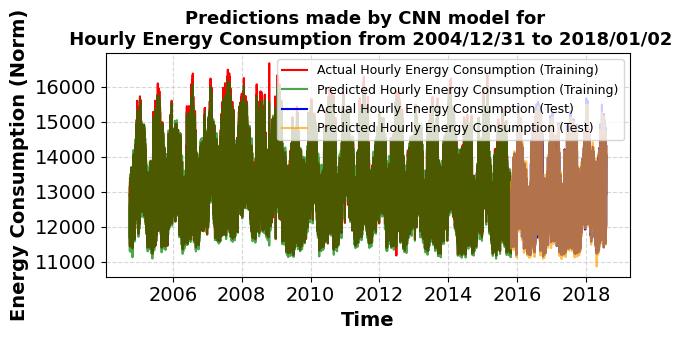 Predictions made by CNN model for
Hourly Energy Consumption from 2004/12/31 to 2018/01/02
Energy Consumption (Norm)
16000
15000
14000
13000
12000
11000
Actual Hourly Energy Consumption (Training)
Predicted Hourly Energy Consumption (Training)
Actual Hourly Energy Consumption (Test)
Predicted Hourly Energy Consumption (Test)
2006 2008 2010 2012 2014 2016 2018
Time